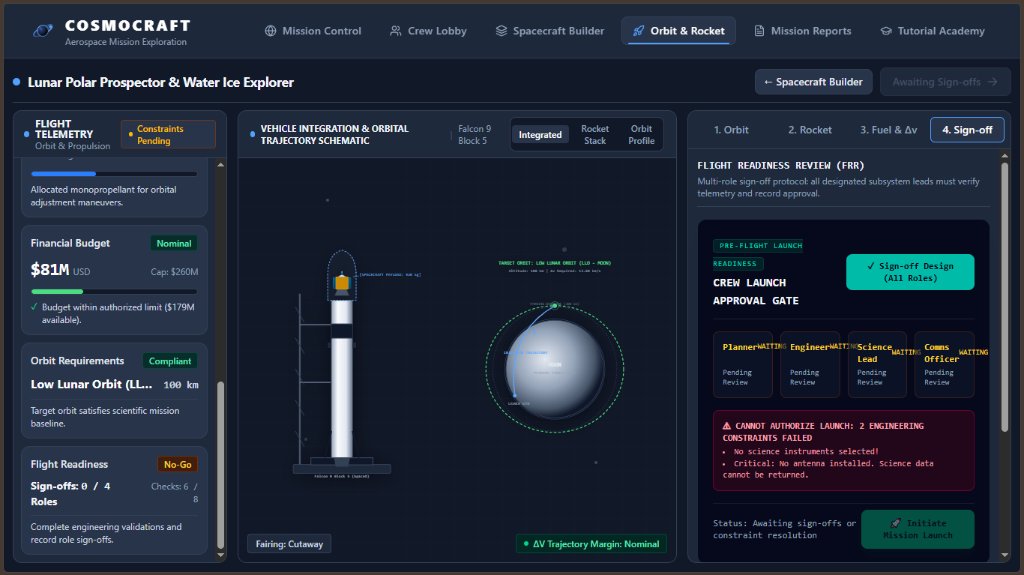 COSMOCRAFT
Aerospace Mission Exploration
Mission Control
Crew Lobby
Spacecraft Builder
Orbit & Rocket
Mission Reports
Tutorial Academy
Lunar Polar Prospector & Water Ice Explorer
← Spacecraft Builder
Awaiting Sign-offs →
FLIGHT
TELEMETRY
Orbit & Propulsion
Constraints
Pending
Allocated monopropellant for orbital
adjustment maneuvers.
Financial Budget
Nominal
$81M USD
Cap: $260M
✓ Budget within authorized limit ($179M
available).
Orbit Requirements
Compliant
Low Lunar Orbit (LL...
100 km
Target orbit satisfies scientific mission
baseline.
Flight Readiness
No-Go
Sign-offs: 0 / 4
Roles
Checks: 6 /
8
Complete engineering validations and
record role sign-offs.
VEHICLE INTEGRATION & ORBITAL
TRAJECTORY SCHEMATIC
Falcon 9
Block 5
Integrated
Rocket
Stack
Orbit
Profile
TARGET ORBIT: LOW LUNAR ORBIT (LLO - MOON)
MOON
Falcon 9 Block 5 (SpaceX)
Fairing: Cutaway
ΔV Trajectory Margin: Nominal
1. Orbit
2. Rocket
3. Fuel & Δv
4. Sign-off
FLIGHT READINESS REVIEW (FRR)
Multi-role sign-off protocol: all designated subsystem leads must verify
telemetry and record approval.
PRE-FLIGHT LAUNCH
READINESS
CREW LAUNCH
APPROVAL GATE
✓ Sign-off Design
(All Roles)
Planner
WAITING
Pending
Review
Engineer
WAITING
Pending
Review
Science
Lead
WAITING
Pending
Review
Comms
Officer
WAITING
Pending
Review
⚠ CANNOT AUTHORIZE LAUNCH: 2 ENGINEERING
CONSTRAINTS FAILED
• No science instruments selected!
• Critical: No antenna installed. Science data
cannot be returned.
Status: Awaiting sign-offs or
constraint resolution
🚀 Initiate
Mission Launch